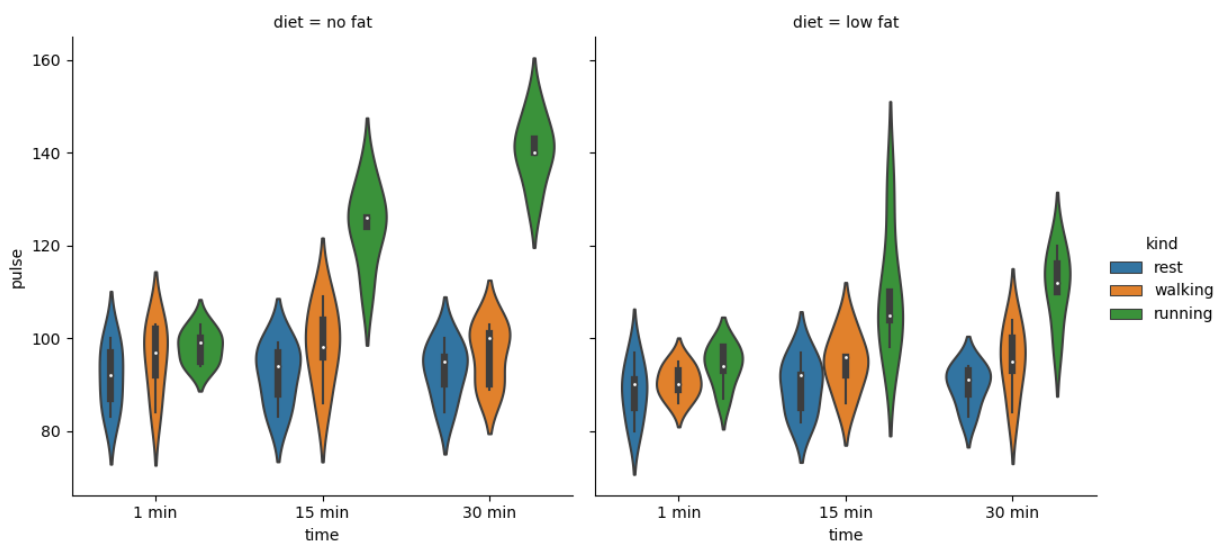 diet = no fat
diet = low fat
160
140
120
100
80
pulse
1 min
15 min
30 min
time
1 min
15 min
30 min
time
kind
rest
walking
running